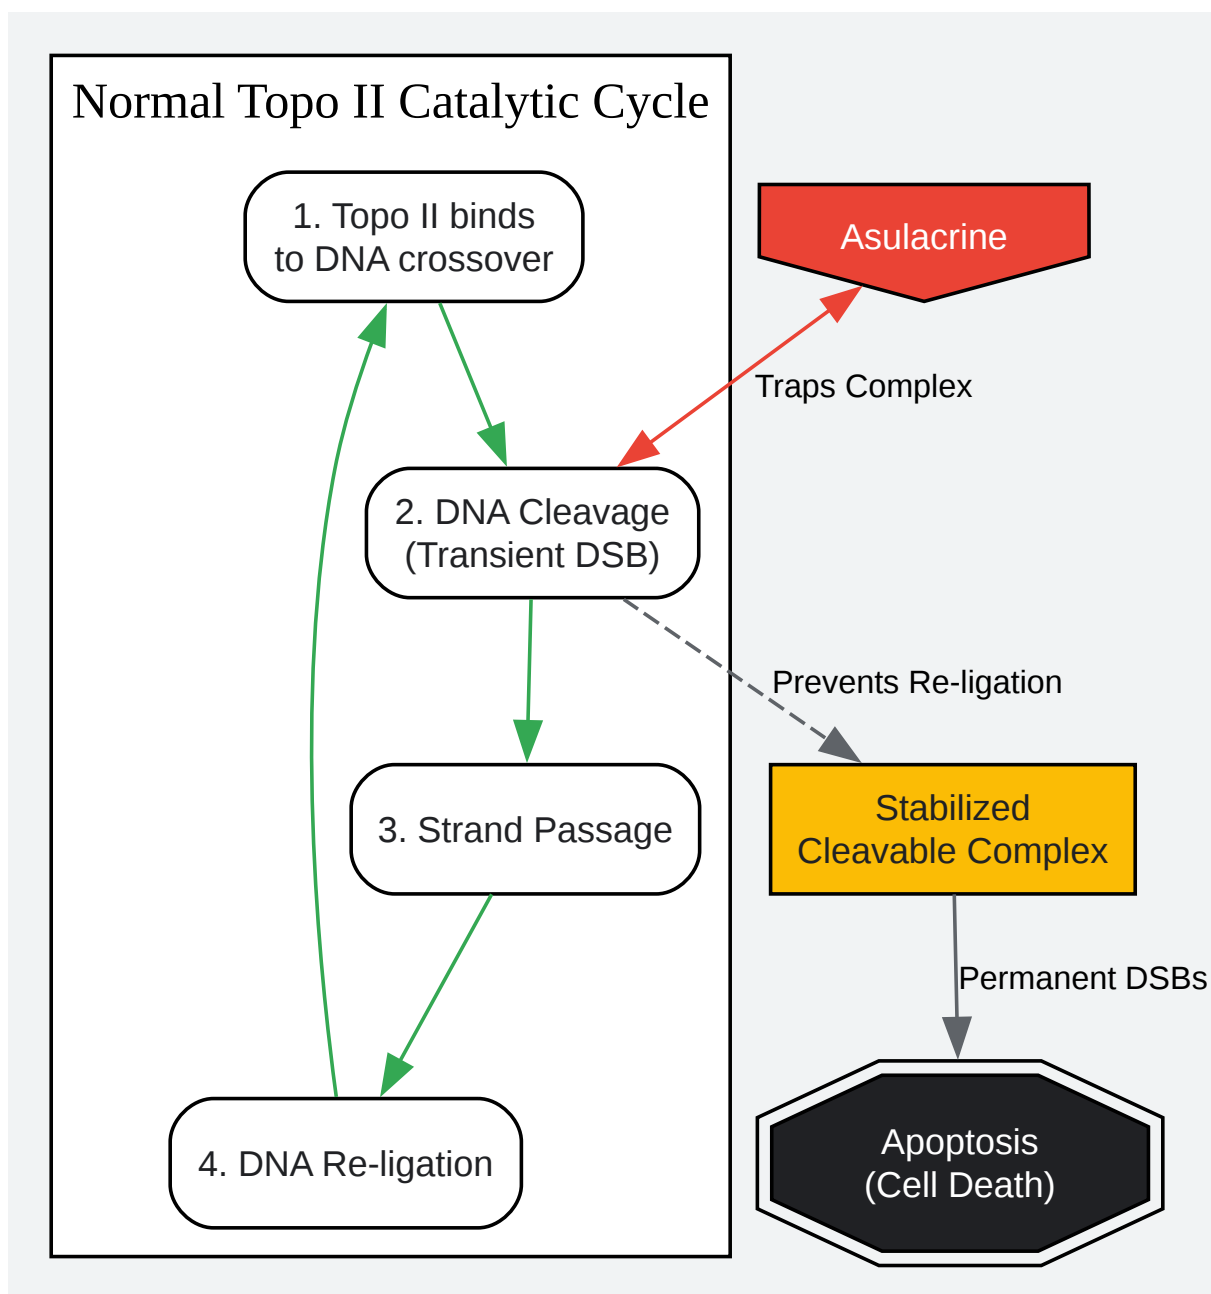 Normal Topo II Catalytic Cycle
1. Topo II binds
to DNA crossover
Asulacrine
Traps Complex
2. DNA Cleavage
(Transient DSB)
Prevents Re-ligation
3. Strand Passage
Stabilized
Cleavable Complex
Permanent DSBs
4. DNA Re-ligation
Apoptosis
(Cell Death)